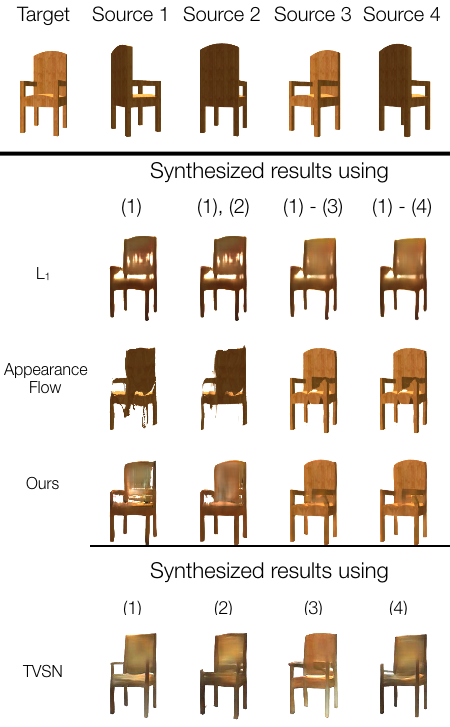 Target Source 1 Source 2 Source 3 Source 4
Synthesized results using
(1) (1), (2) (1) - (3) (1) - (4)
L₁
Appearance
Flow
Ours
Synthesized results using
(1) (2) (3) (4)
TVSN